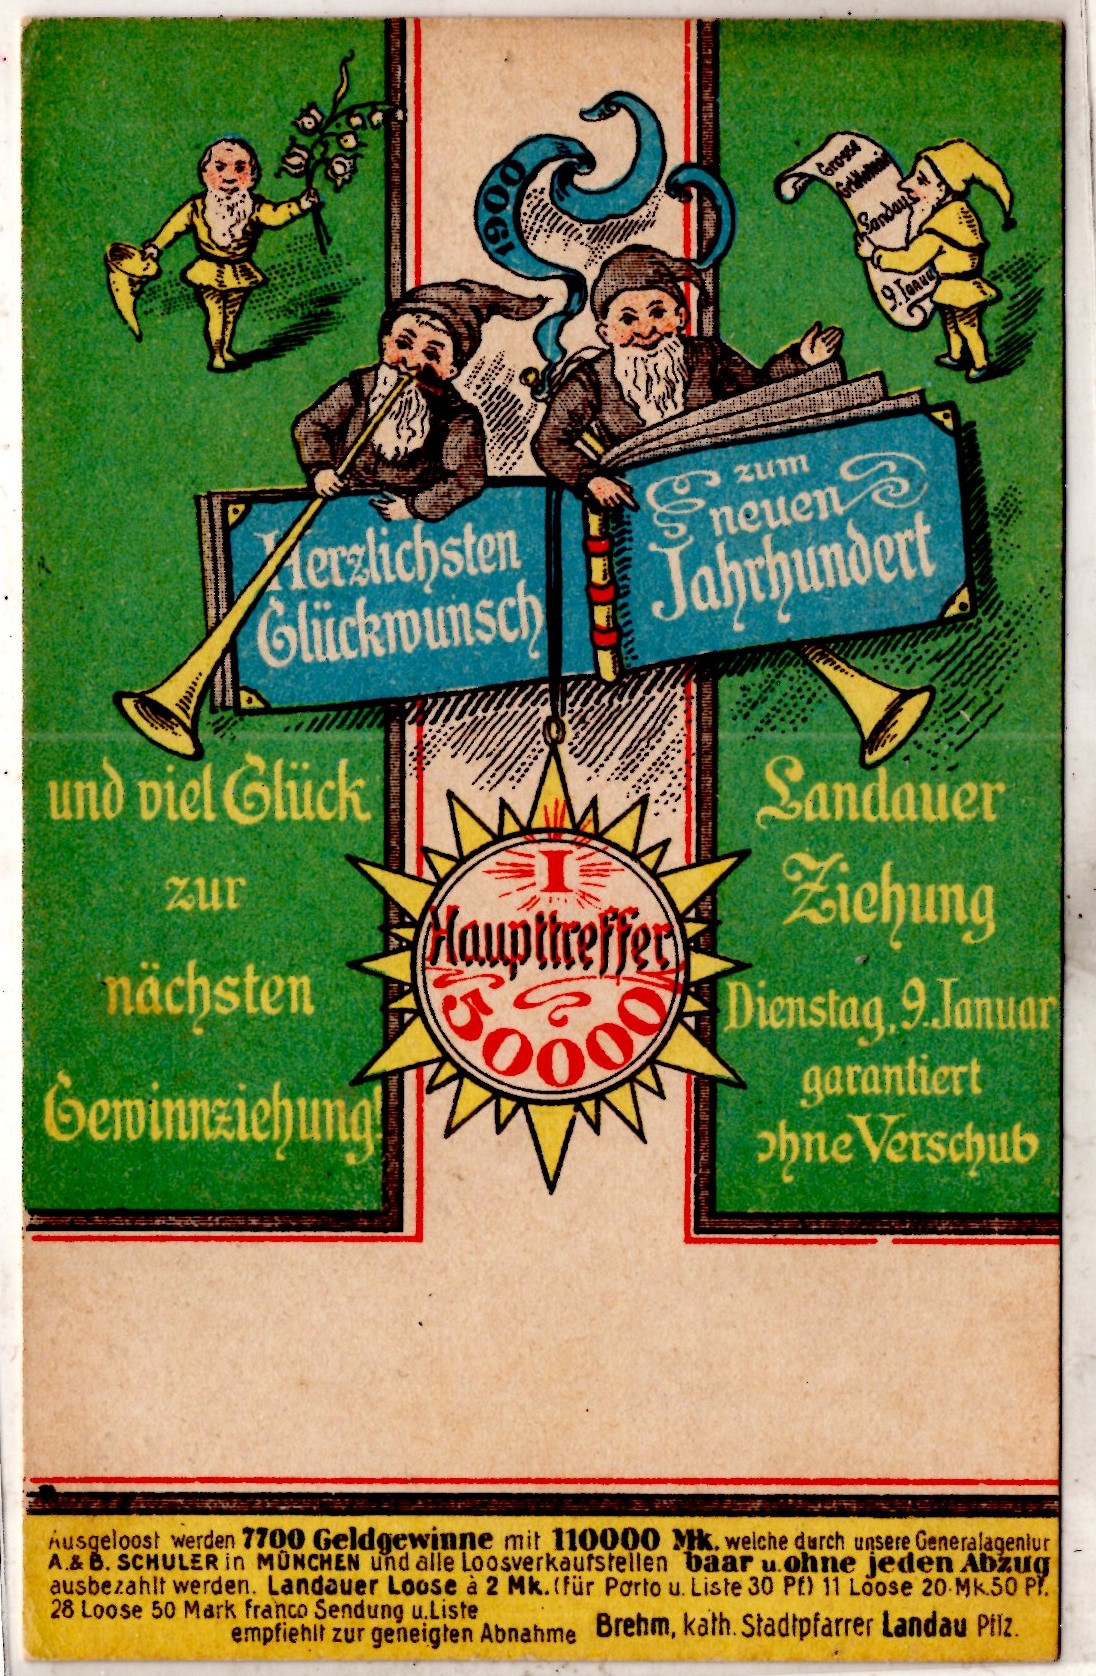 1900
Grosse
Geldlotterie
Landau
9. Januar
Herzlichsten
Glückwunsch
zum
neuen
Jahrhundert
und viel Glück
zur
nächsten
Gewinnziehung!
Landauer
Ziehung
Dienstag, 9. Januar
garantiert
ohne Verschub
I
Haupttreffer
50000
Ausgeloost werden 7700 Geldgewinne mit 110000 Mk. welche durch unsere Generalagentur
A. & B. SCHULER in MÜNCHEN und alle Loosverkaufstellen baar u. ohne jeden Abzug
ausbezahlt werden. Landauer Loose à 2 Mk. (für Porto u. Liste 30 Pf) 11 Loose 20 Mk. 50 Pf.
28 Loose 50 Mark franco Sendung u. Liste
empfiehlt zur geneigten Abnahme Brehm, kath. Stadtpfarrer Landau Pflz.